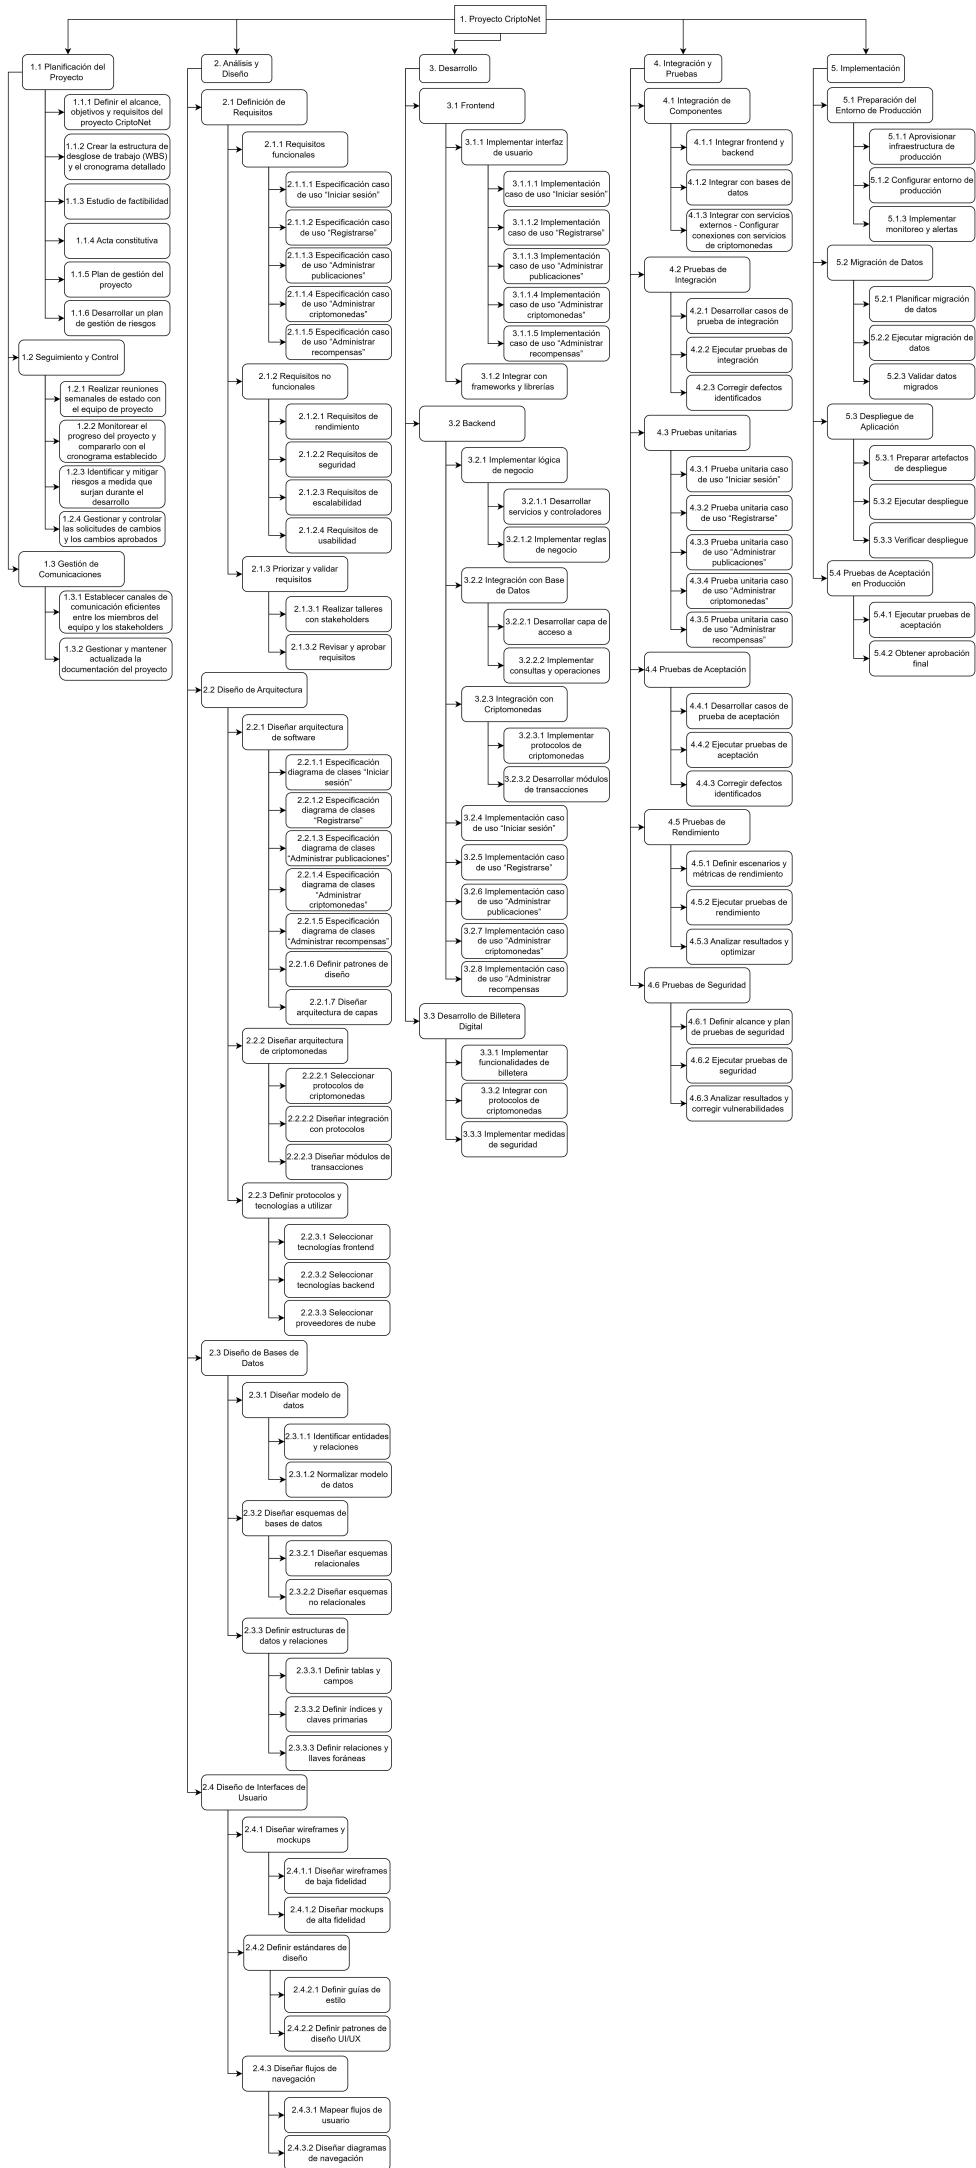 1. Proyecto CriptoNet
1.1 Planificación del
Proyecto
1.1.1 Definir el alcance,
objetivos y requisitos del
proyecto CriptoNet
1.1.2 Crear la estructura de
desglose de trabajo (WBS)
y el cronograma detallado
1.1.3 Estudio de factibilidad
1.1.4 Acta constitutiva
1.1.5 Plan de gestión del
proyecto
1.1.6 Desarrollar un plan
de gestión de riesgos
1.2 Seguimiento y Control
1.2.1 Realizar reuniones
semanales de estado con
el equipo de proyecto
1.2.2 Monitorear el
progreso del proyecto y
compararlo con el
cronograma establecido
1.2.3 Identificar y mitigar
riesgos a medida que
surjan durante el
desarrollo
1.2.4 Gestionar y controlar
las solicitudes de cambios
y los cambios aprobados
1.3 Gestión de
Comunicaciones
1.3.1 Establecer canales de
comunicación eficientes
entre los miembros del
equipo y los stakeholders
1.3.2 Gestionar y mantener
actualizada la
documentación del proyecto
2. Análisis y
Diseño
2.1 Definición de
Requisitos
2.1.1 Requisitos
funcionales
2.1.1.1 Especificación caso
de uso “Iniciar sesión”
2.1.1.2 Especificación caso
de uso “Registrarse”
2.1.1.3 Especificación caso
de uso “Administrar
publicaciones”
2.1.1.4 Especificación caso
de uso “Administrar
criptomonedas”
2.1.1.5 Especificación caso
de uso “Administrar
recompensas”
2.1.2 Requisitos no
funcionales
2.1.2.1 Requisitos de
rendimiento
2.1.2.2 Requisitos de
seguridad
2.1.2.3 Requisitos de
escalabilidad
2.1.2.4 Requisitos de
usabilidad
2.1.3 Priorizar y validar
requisitos
2.1.3.1 Realizar talleres
con stakeholders
2.1.3.2 Revisar y aprobar
requisitos
2.2 Diseño de Arquitectura
2.2.1 Diseñar arquitectura
de software
2.2.1.1 Especificación
diagrama de clases “Iniciar
sesión”
2.2.1.2 Especificación
diagrama de clases
“Registrarse”
2.2.1.3 Especificación
diagrama de clases
“Administrar publicaciones”
2.2.1.4 Especificación
diagrama de clases
“Administrar
criptomonedas”
2.2.1.5 Especificación
diagrama de clases
“Administrar recompensas”
2.2.1.6 Definir patrones de
diseño
2.2.1.7 Diseñar
arquitectura de capas
2.2.2 Diseñar arquitectura
de criptomonedas
2.2.2.1 Seleccionar
protocolos de
criptomonedas
2.2.2.2 Diseñar integración
con protocolos
2.2.2.3 Diseñar módulos de
transacciones
2.2.3 Definir protocolos y
tecnologías a utilizar
2.2.3.1 Seleccionar
tecnologías frontend
2.2.3.2 Seleccionar
tecnologías backend
2.2.3.3 Seleccionar
proveedores de nube
2.3 Diseño de Bases de
Datos
2.3.1 Diseñar modelo de
datos
2.3.1.1 Identificar entidades
y relaciones
2.3.1.2 Normalizar modelo
de datos
2.3.2 Diseñar esquemas de
bases de datos
2.3.2.1 Diseñar esquemas
relacionales
2.3.2.2 Diseñar esquemas
no relacionales
2.3.3 Definir estructuras de
datos y relaciones
2.3.3.1 Definir tablas y
campos
2.3.3.2 Definir índices y
claves primarias
2.3.3.3 Definir relaciones y
llaves foráneas
2.4 Diseño de Interfaces de
Usuario
2.4.1 Diseñar wireframes y
mockups
2.4.1.1 Diseñar wireframes
de baja fidelidad
2.4.1.2 Diseñar mockups
de alta fidelidad
2.4.2 Definir estándares de
diseño
2.4.2.1 Definir guías de
estilo
2.4.2.2 Definir patrones de
diseño UI/UX
2.4.3 Diseñar flujos de
navegación
2.4.3.1 Mapear flujos de
usuario
2.4.3.2 Diseñar diagramas
de navegación
3. Desarrollo
3.1 Frontend
3.1.1 Implementar interfaz
de usuario
3.1.1.1 Implementación
caso de uso “Iniciar sesión”
3.1.1.2 Implementación
caso de uso “Registrarse”
3.1.1.3 Implementación
caso de uso “Administrar
publicaciones”
3.1.1.4 Implementación
caso de uso “Administrar
criptomonedas”
3.1.1.5 Implementación
caso de uso “Administrar
recompensas”
3.1.2 Integrar con
frameworks y librerías
3.2 Backend
3.2.1 Implementar lógica
de negocio
3.2.1.1 Desarrollar
servicios y controladores
3.2.1.2 Implementar reglas
de negocio
3.2.2 Integración con Base
de Datos
3.2.2.1 Desarrollar capa de
acceso a
3.2.2.2 Implementar
consultas y operaciones
3.2.3 Integración con
Criptomonedas
3.2.3.1 Implementar
protocolos de
criptomonedas
3.2.3.2 Desarrollar módulos
de transacciones
3.2.4 Implementación caso
de uso “Iniciar sesión”
3.2.5 Implementación caso
de uso “Registrarse”
3.2.6 Implementación caso
de uso “Administrar
publicaciones”
3.2.7 Implementación caso
de uso “Administrar
criptomonedas”
3.2.8 Implementación caso
de uso “Administrar
recompensas
3.3 Desarrollo de Billetera
Digital
3.3.1 Implementar
funcionalidades de
billetera
3.3.2 Integrar con
protocolos de
criptomonedas
3.3.3 Implementar medidas
de seguridad
4. Integración y
Pruebas
4.1 Integración de
Componentes
4.1.1 Integrar frontend y
backend
4.1.2 Integrar con bases de
datos
4.1.3 Integrar con servicios
externos - Configurar
conexiones con servicios
de criptomonedas
4.2 Pruebas de
Integración
4.2.1 Desarrollar casos de
prueba de integración
4.2.2 Ejecutar pruebas de
integración
4.2.3 Corregir defectos
identificados
4.3 Pruebas unitarias
4.3.1 Prueba unitaria caso
de uso “Iniciar sesión”
4.3.2 Prueba unitaria caso
de uso “Registrarse”
4.3.3 Prueba unitaria caso
de uso “Administrar
publicaciones”
4.3.4 Prueba unitaria caso
de uso “Administrar
criptomonedas”
4.3.5 Prueba unitaria caso
de uso “Administrar
recompensas”
4.4 Pruebas de Aceptación
4.4.1 Desarrollar casos de
prueba de aceptación
4.4.2 Ejecutar pruebas de
aceptación
4.4.3 Corregir defectos
identificados
4.5 Pruebas de
Rendimiento
4.5.1 Definir escenarios y
métricas de rendimiento
4.5.2 Ejecutar pruebas de
rendimiento
4.5.3 Analizar resultados y
optimizar
4.6 Pruebas de Seguridad
4.6.1 Definir alcance y plan
de pruebas de seguridad
4.6.2 Ejecutar pruebas de
seguridad
4.6.3 Analizar resultados y
corregir vulnerabilidades
5. Implementación
5.1 Preparación del
Entorno de Producción
5.1.1 Aprovisionar
infraestructura de
producción
5.1.2 Configurar entorno de
producción
5.1.3 Implementar
monitoreo y alertas
5.2 Migración de Datos
5.2.1 Planificar migración
de datos
5.2.2 Ejecutar migración de
datos
5.2.3 Validar datos
migrados
5.3 Despliegue de
Aplicación
5.3.1 Preparar artefactos
de despliegue
5.3.2 Ejecutar despliegue
5.3.3 Verificar despliegue
5.4 Pruebas de Aceptación
en Producción
5.4.1 Ejecutar pruebas de
aceptación
5.4.2 Obtener aprobación
final